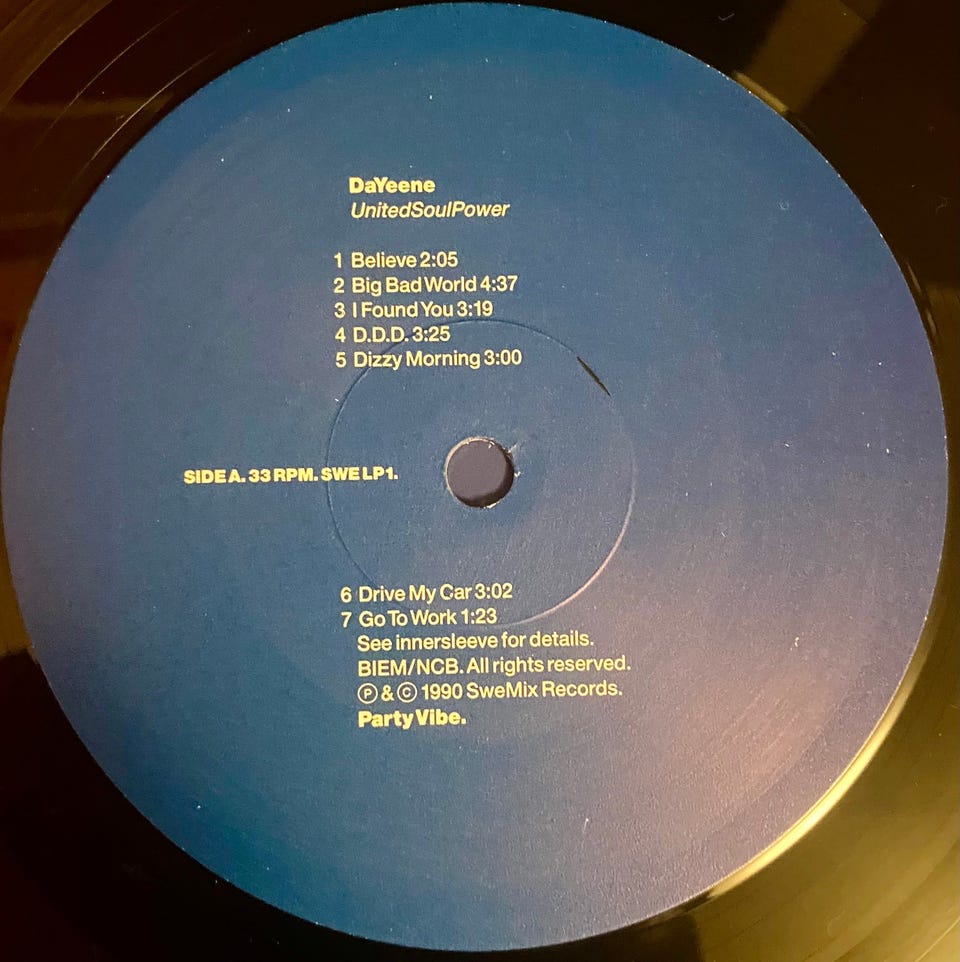 DaYeene
UnitedSoulPower
1 Believe 2:05
2 Big Bad World 4:37
3 I Found You 3:19
4 D.D.D. 3:25
5 Dizzy Morning 3:00
SIDE A. 33 RPM. SWE LP 1.
6 Drive My Car 3:02
7 Go To Work 1:23
See innersleeve for details.
BIEM/NCB. All rights reserved.
Ⓟ & © 1990 SweMix Records.
Party Vibe.